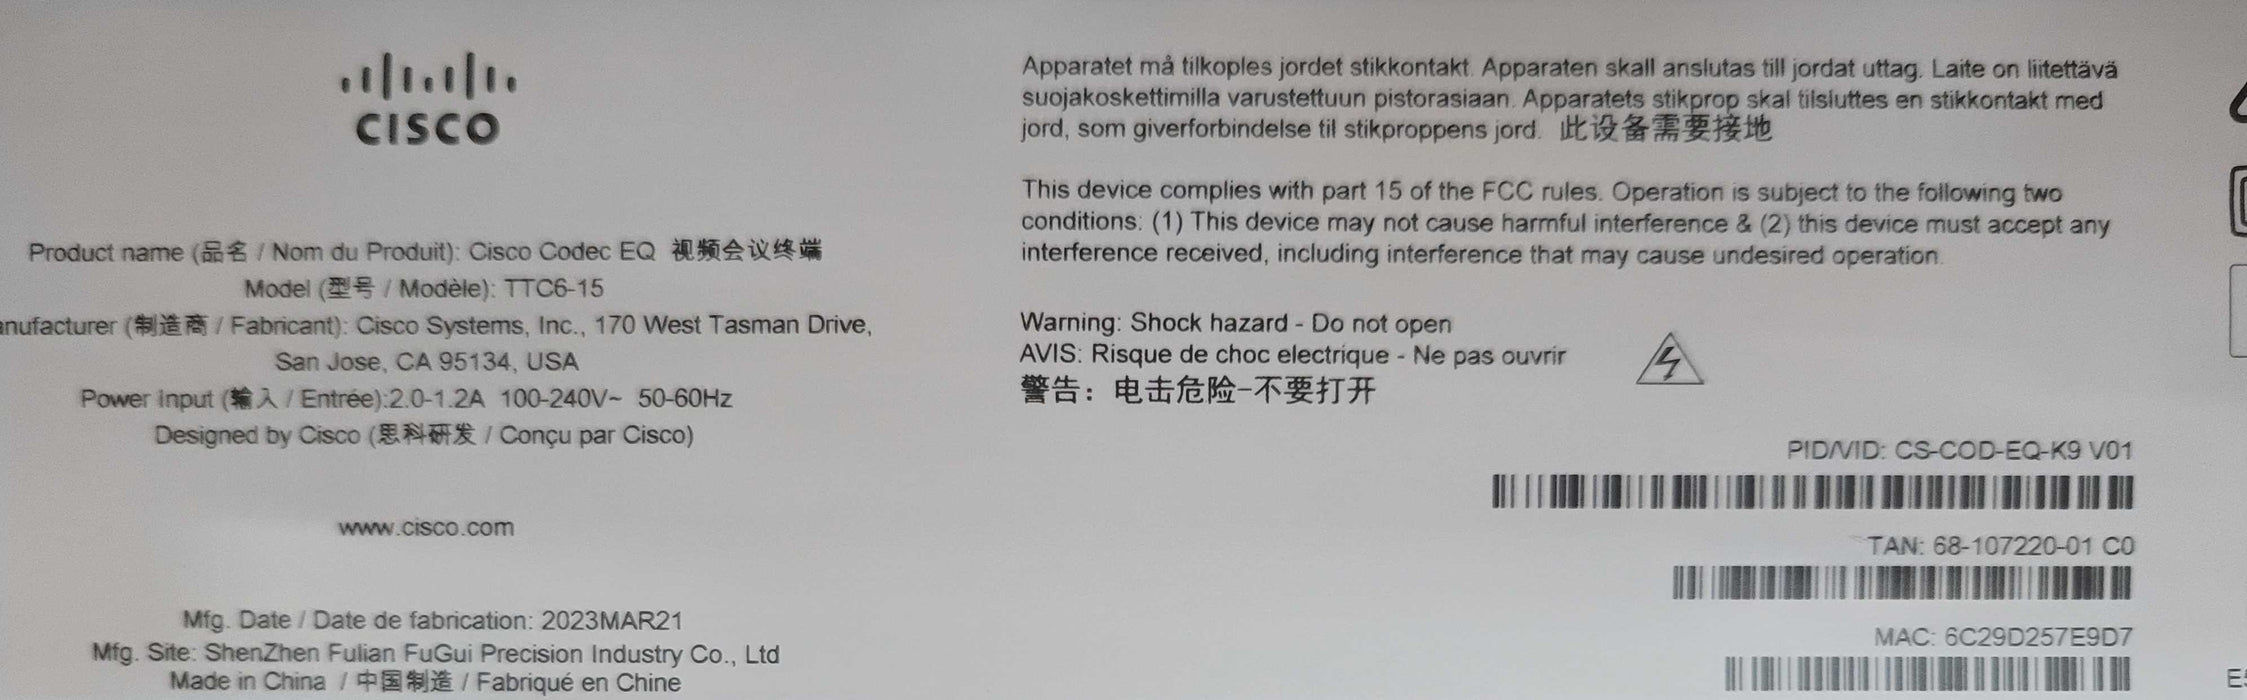 CISCO
Product name (品名 / Nom du Produit): Cisco Codec EQ 视频会议终端
Model (型号 / Modèle): TTC6-15
anufacturer (制造商 / Fabricant): Cisco Systems, Inc., 170 West Tasman Drive,
San Jose, CA 95134, USA
Power input (输入 / Entrée):2.0-1.2A 100-240V~ 50-60Hz
Designed by Cisco (思科研发 / Conçu par Cisco)
www.cisco.com
Mfg. Date / Date de fabrication: 2023MAR21
Mfg. Site: ShenZhen Fulian FuGui Precision Industry Co., Ltd
Made in China / 中国制造 / Fabriqué en Chine
Apparatet må tilkoples jordet stikkontakt. Apparaten skall anslutas till jordat uttag. Laite on liitettävä
suojakoskettimilla varustettuun pistorasiaan. Apparatets stikprop skal tilsluttes en stikkontakt med
jord, som giverforbindelse til stikproppens jord. 此设备需要接地
This device complies with part 15 of the FCC rules. Operation is subject to the following two
conditions: (1) This device may not cause harmful interference & (2) this device must accept any
interference received, including interference that may cause undesired operation.
Warning: Shock hazard - Do not open
AVIS: Risque de choc electrique - Ne pas ouvrir
警告：电击危险-不要打开
PID/VID: CS-COD-EQ-K9 V01
TAN: 68-107220-01 C0
MAC: 6C29D257E9D7